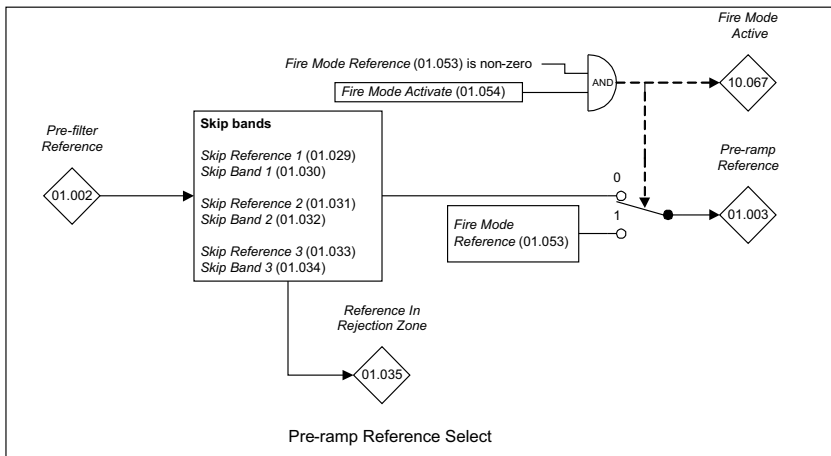 Fire Mode
Active
Fire Mode Reference (01.053) is non-zero
AND
10.067
Fire Mode Activate (01.054)
Pre-filter
Reference
01.002
Skip bands
Skip Reference 1 (01.029)
Skip Band 1 (01.030)
Skip Reference 2 (01.031)
Skip Band 2 (01.032)
Skip Reference 3 (01.033)
Skip Band 3 (01.034)
0
1
Fire Mode
Reference (01.053)
Pre-ramp
Reference
01.003
Reference In
Rejection Zone
01.035
Pre-ramp Reference Select